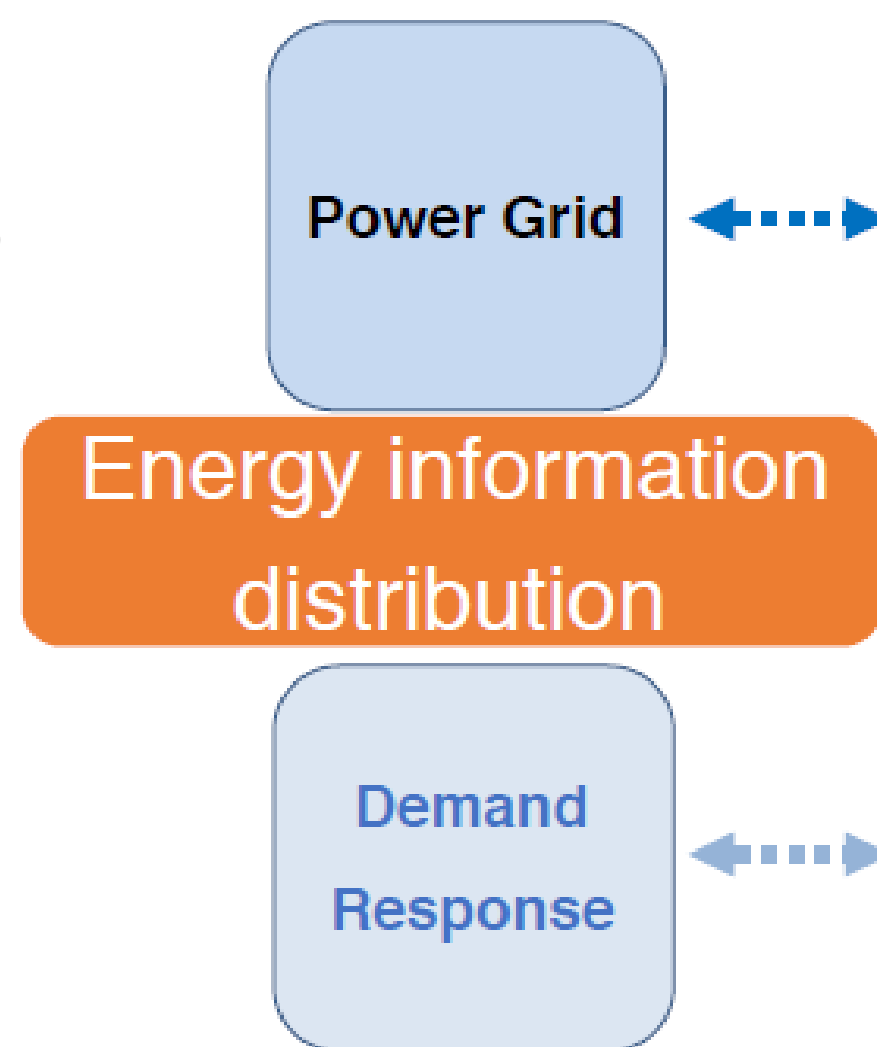 Power Grid
Energy information
distribution
Demand
Response